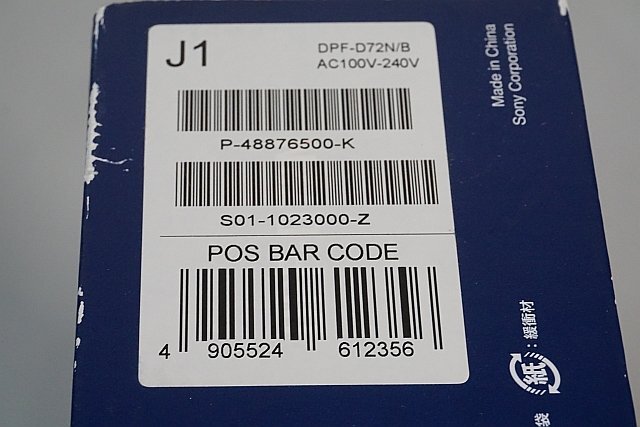 J1
DPF-D72N/B
AC100V-240V
P-48876500-K
S01-1023000-Z
POS BAR CODE
4 905524 612356
Made in China
Sony Corporation
紙 : 緩衝材
袋